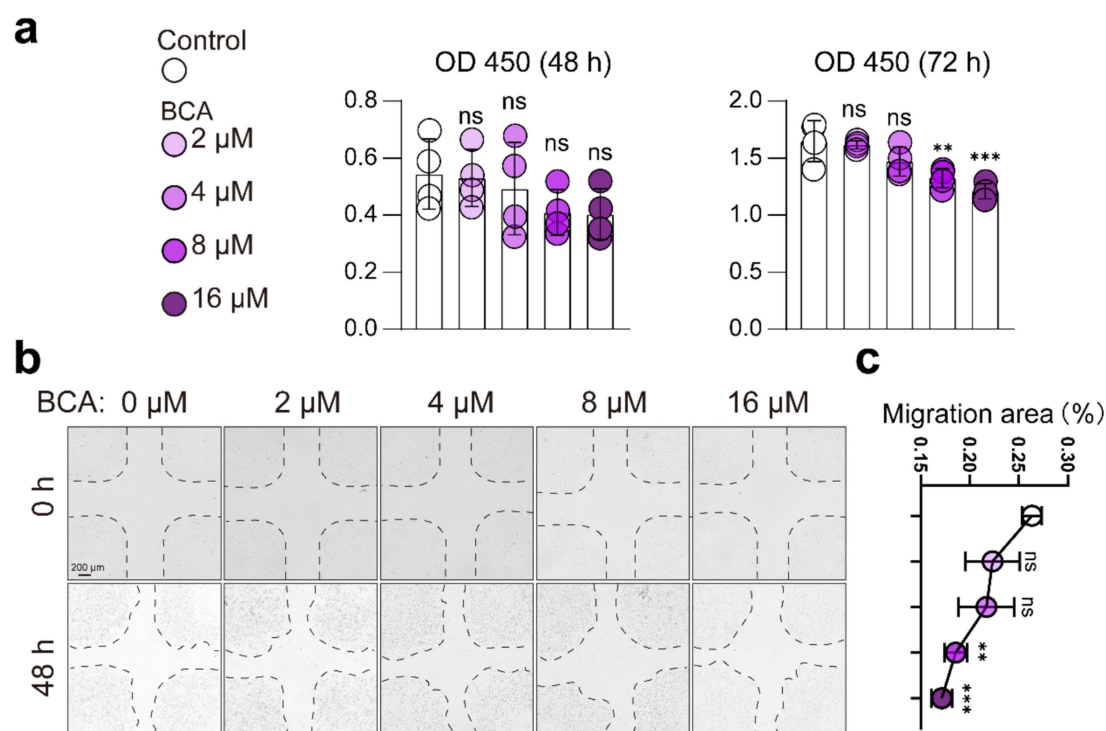 a
Control
BCA
2 µM
4 µM
8 µM
16 µM
OD 450 (48 h)
0.8
0.6
0.4
0.2
0.0
ns
ns
ns
ns
OD 450 (72 h)
2.0
1.5
1.0
0.5
0.0
ns
ns
**
***
b
BCA: 0 µM 2 µM 4 µM 8 µM 16 µM
0 h
200 µm
48 h
c
Migration area (%)
0.15
0.20
0.25
0.30
ns
ns
**
***